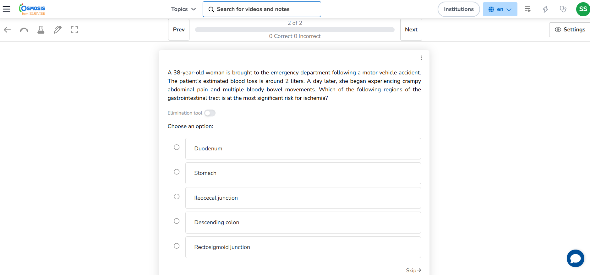 OSMOSIS
Topics
Search for videos and notes
Institutions
en
SS
Prev
2 of 2
0 Correct 0 Incorrect
Next
Settings
A 38-year-old woman is brought to the emergency department following a motor vehicle accident.
The patient's estimated blood loss is around 2 liters. A day later, she began experiencing crampy
abdominal pain and multiple bloody bowel movements. Which of the following regions of the
gastrointestinal tract is at the most significant risk for ischemia?
Elimination tool
Choose an option:
Duodenum
Stomach
Ileocecal junction
Descending colon
Rectosigmoid junction
Skip